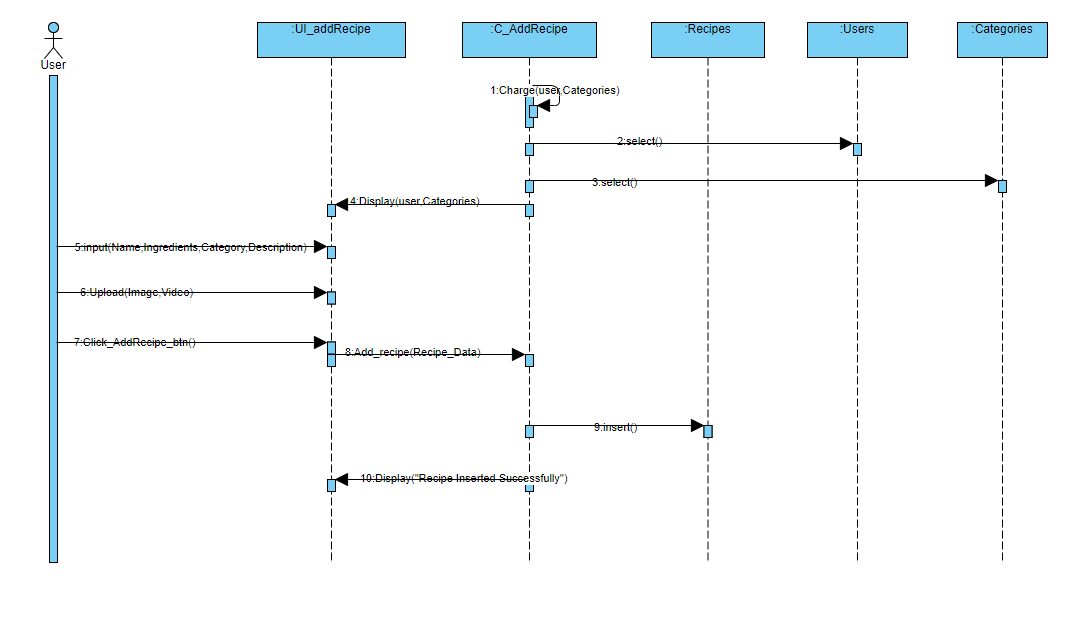 :UI_addRecipe
:C_AddRecipe
:Recipes
:Users
:Categories
User
1:Charge(user,Categories)
2:select()
3:select()
4:Display(user,Categories)
5:input(Name,Ingredients,Category,Description)
6:Upload(Image,Video)
7:Click_AddRecipe_btn()
8:Add_recipe(Recipe_Data)
9:insert()
10:Display("Recipe Inserted Successfully")